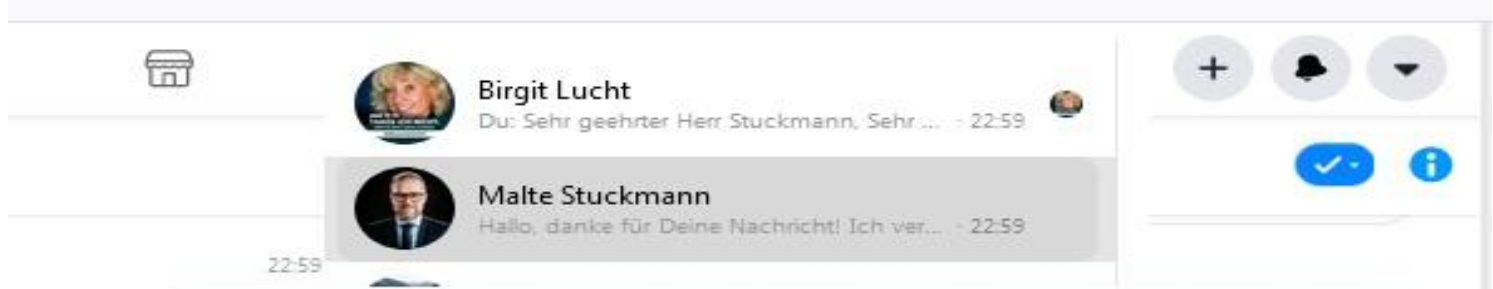 Birgit Lucht
Du: Sehr geehrter Herr Stuckmann, Sehr ... · 22:59
Malte Stuckmann
Hallo, danke für Deine Nachricht! Ich ver... · 22:59
22:59